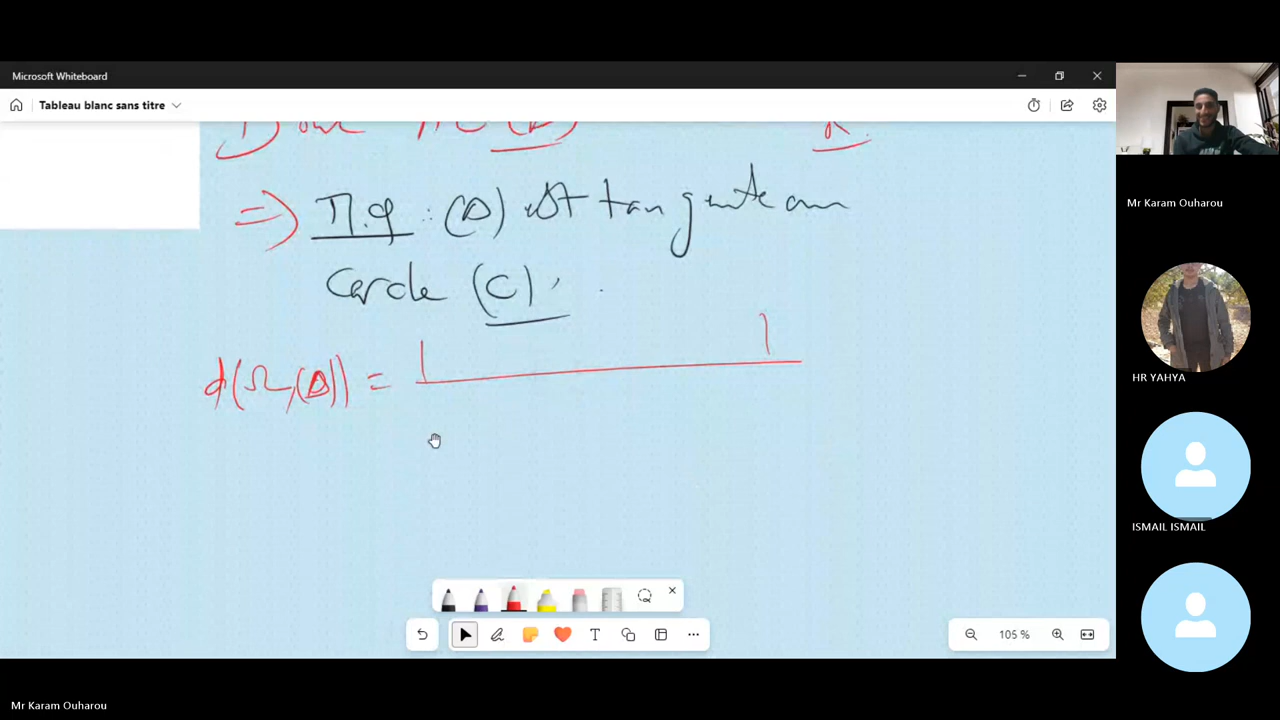 Microsoft Whiteboard
Tableau blanc sans titre
Donc
=> M.q : (Δ) est tangente au
Cercle (C).
d(Ω,(Δ)) =
105 %
Mr Karam Ouharou
HR YAHYA
ISMAIL ISMAIL
Mr Karam Ouharou